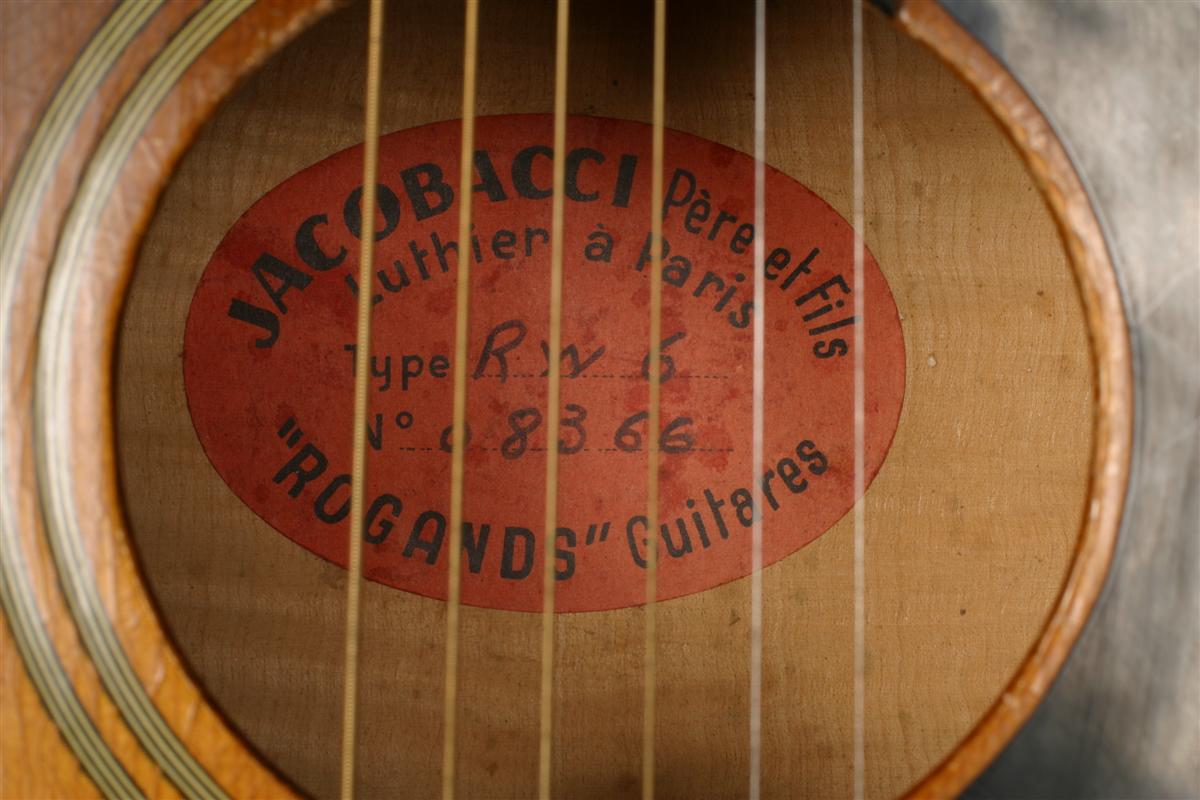 JACOBACCI Père et Fils
Luthier à Paris
Type RW 6
N° 08366
"ROGANDS" Guitares